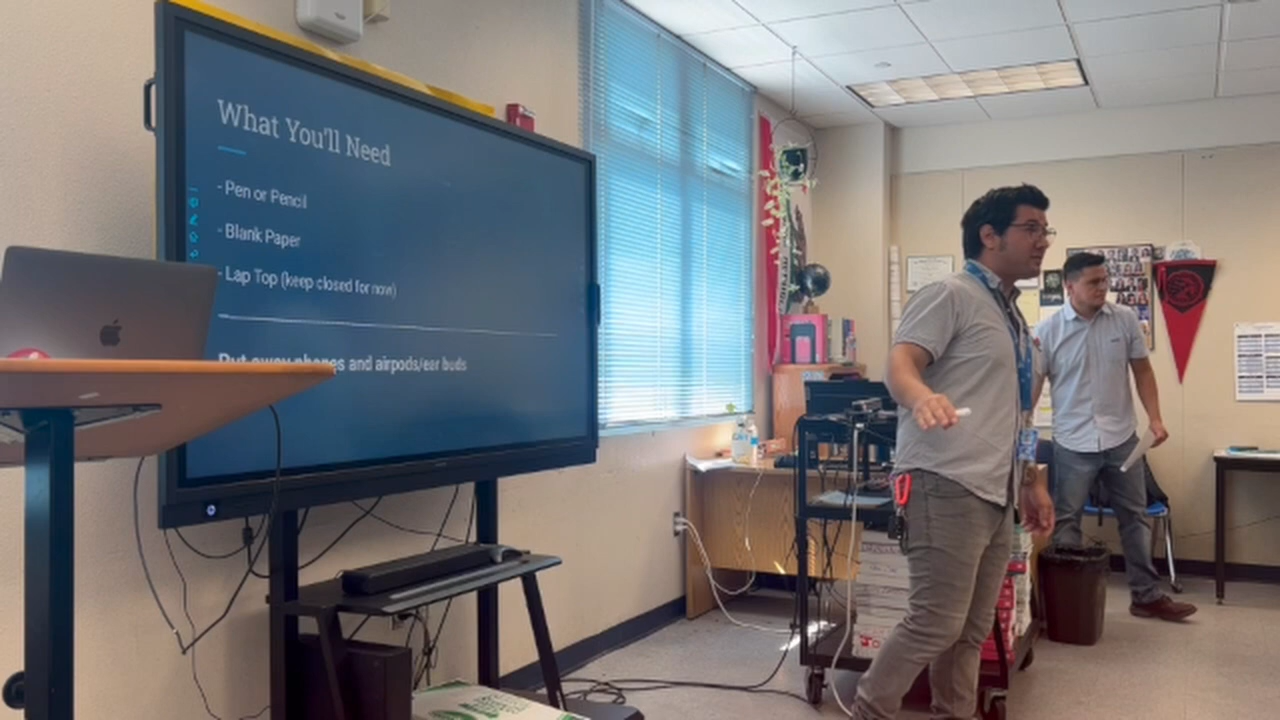 What You'll Need
- Pen or Pencil
- Blank Paper
- Lap Top (keep closed for now)
Put away phones and airpods/ear buds